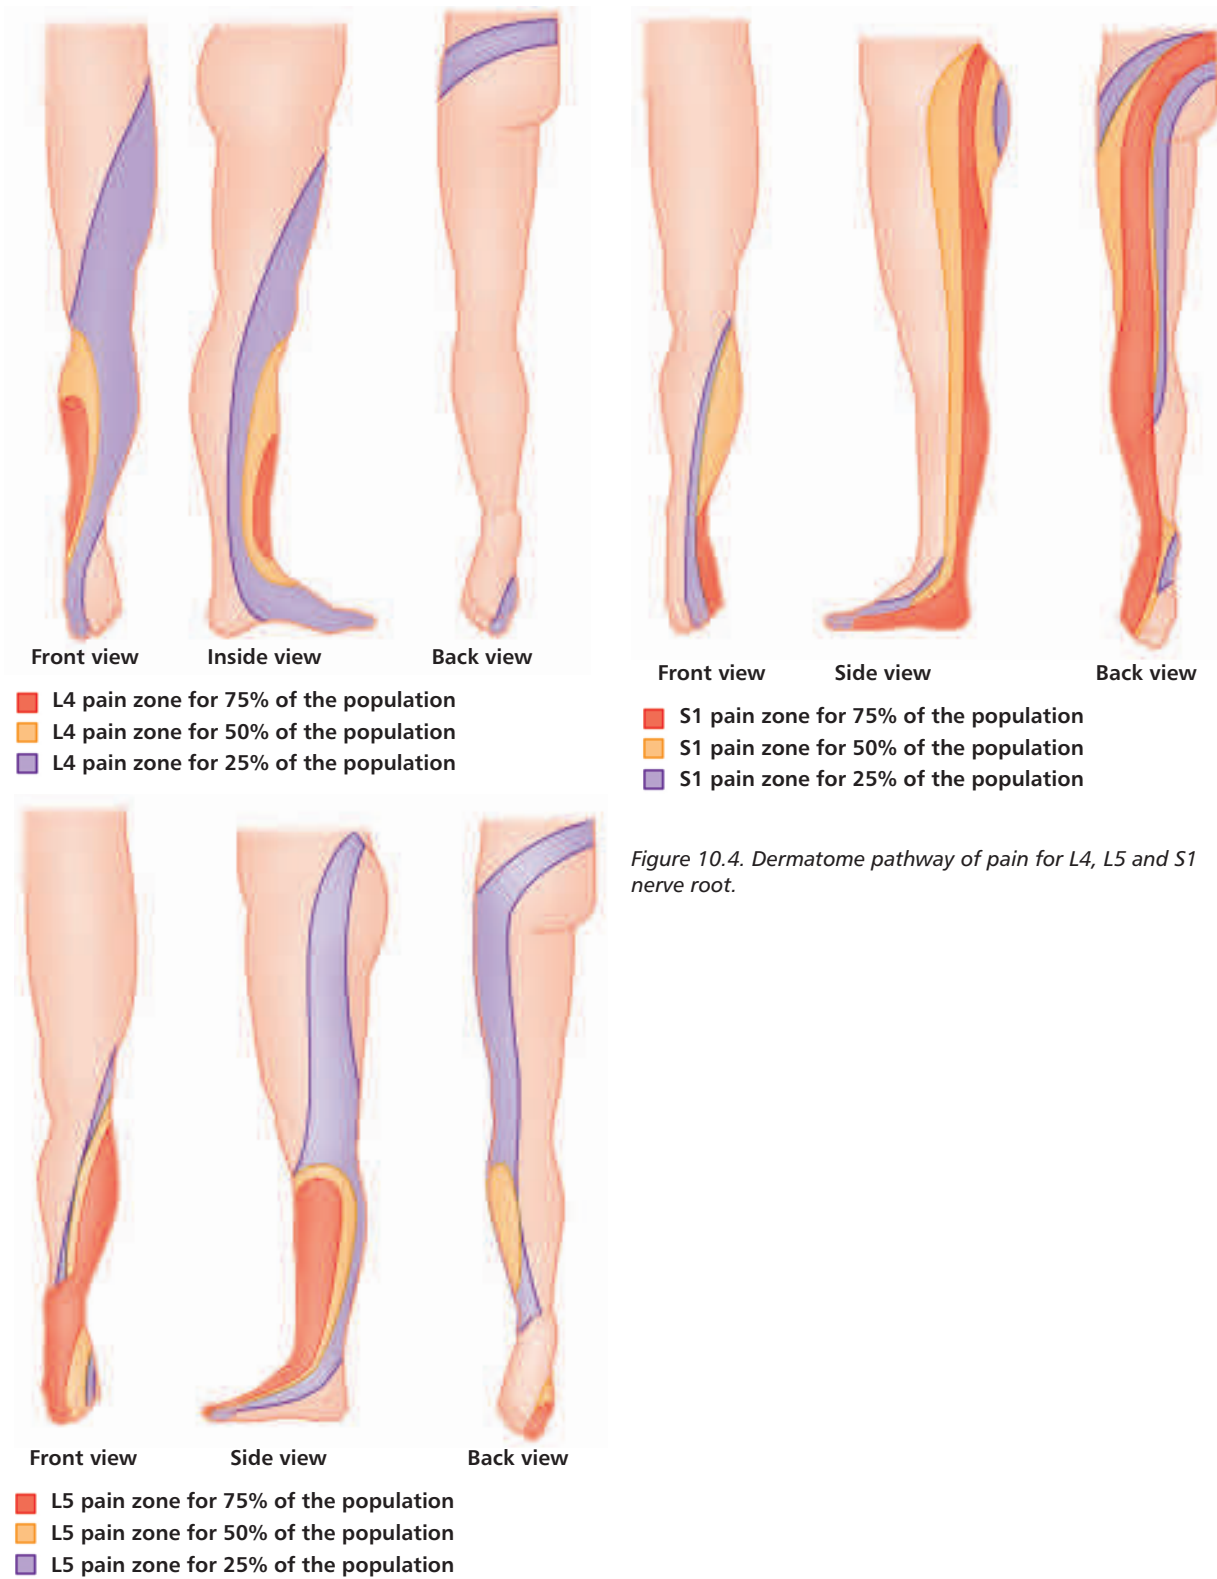 Front view
Inside view
Back view
L4 pain zone for 75% of the population
L4 pain zone for 50% of the population
L4 pain zone for 25% of the population
Front view
Side view
Back view
S1 pain zone for 75% of the population
S1 pain zone for 50% of the population
S1 pain zone for 25% of the population
Figure 10.4. Dermatome pathway of pain for L4, L5 and S1
nerve root.
Front view
Side view
Back view
L5 pain zone for 75% of the population
L5 pain zone for 50% of the population
L5 pain zone for 25% of the population